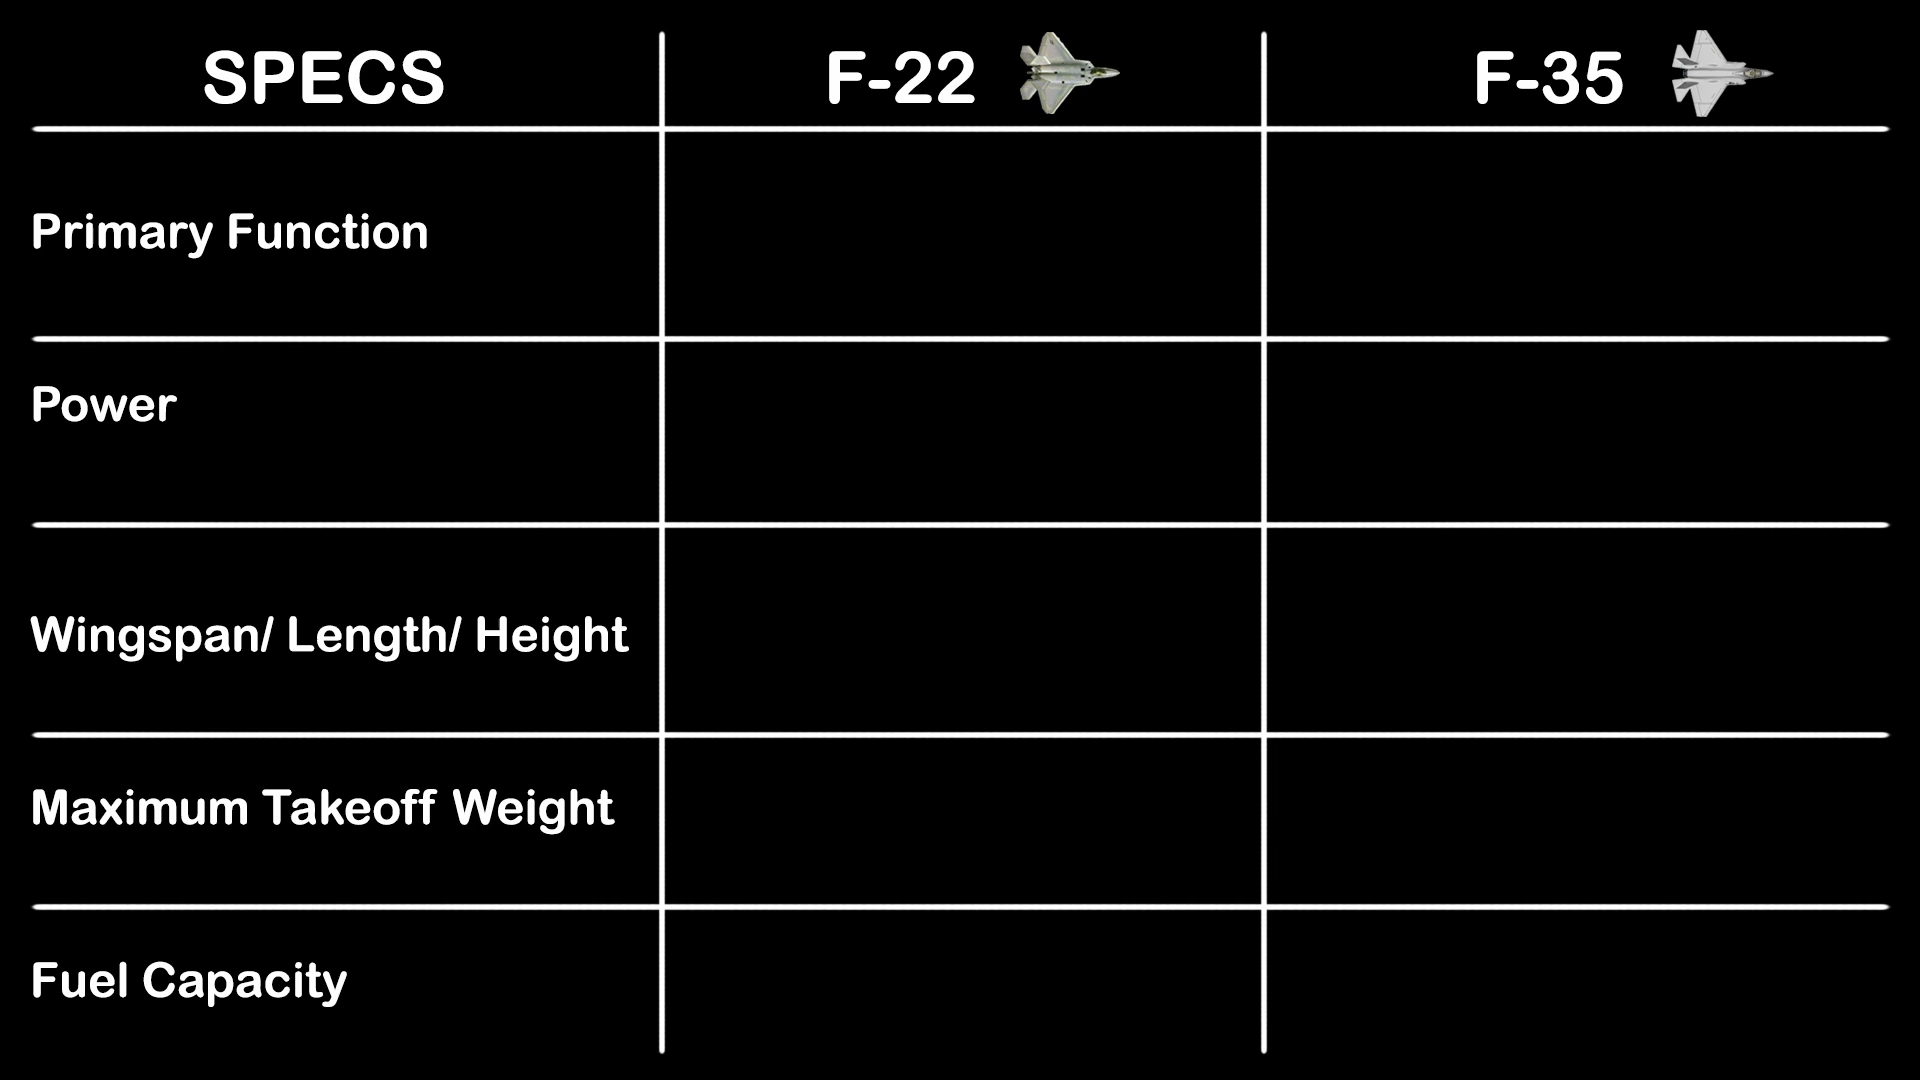 SPECS F-22 F-35
Primary Function
Power
Wingspan/ Length/ Height
Maximum Takeoff Weight
Fuel Capacity